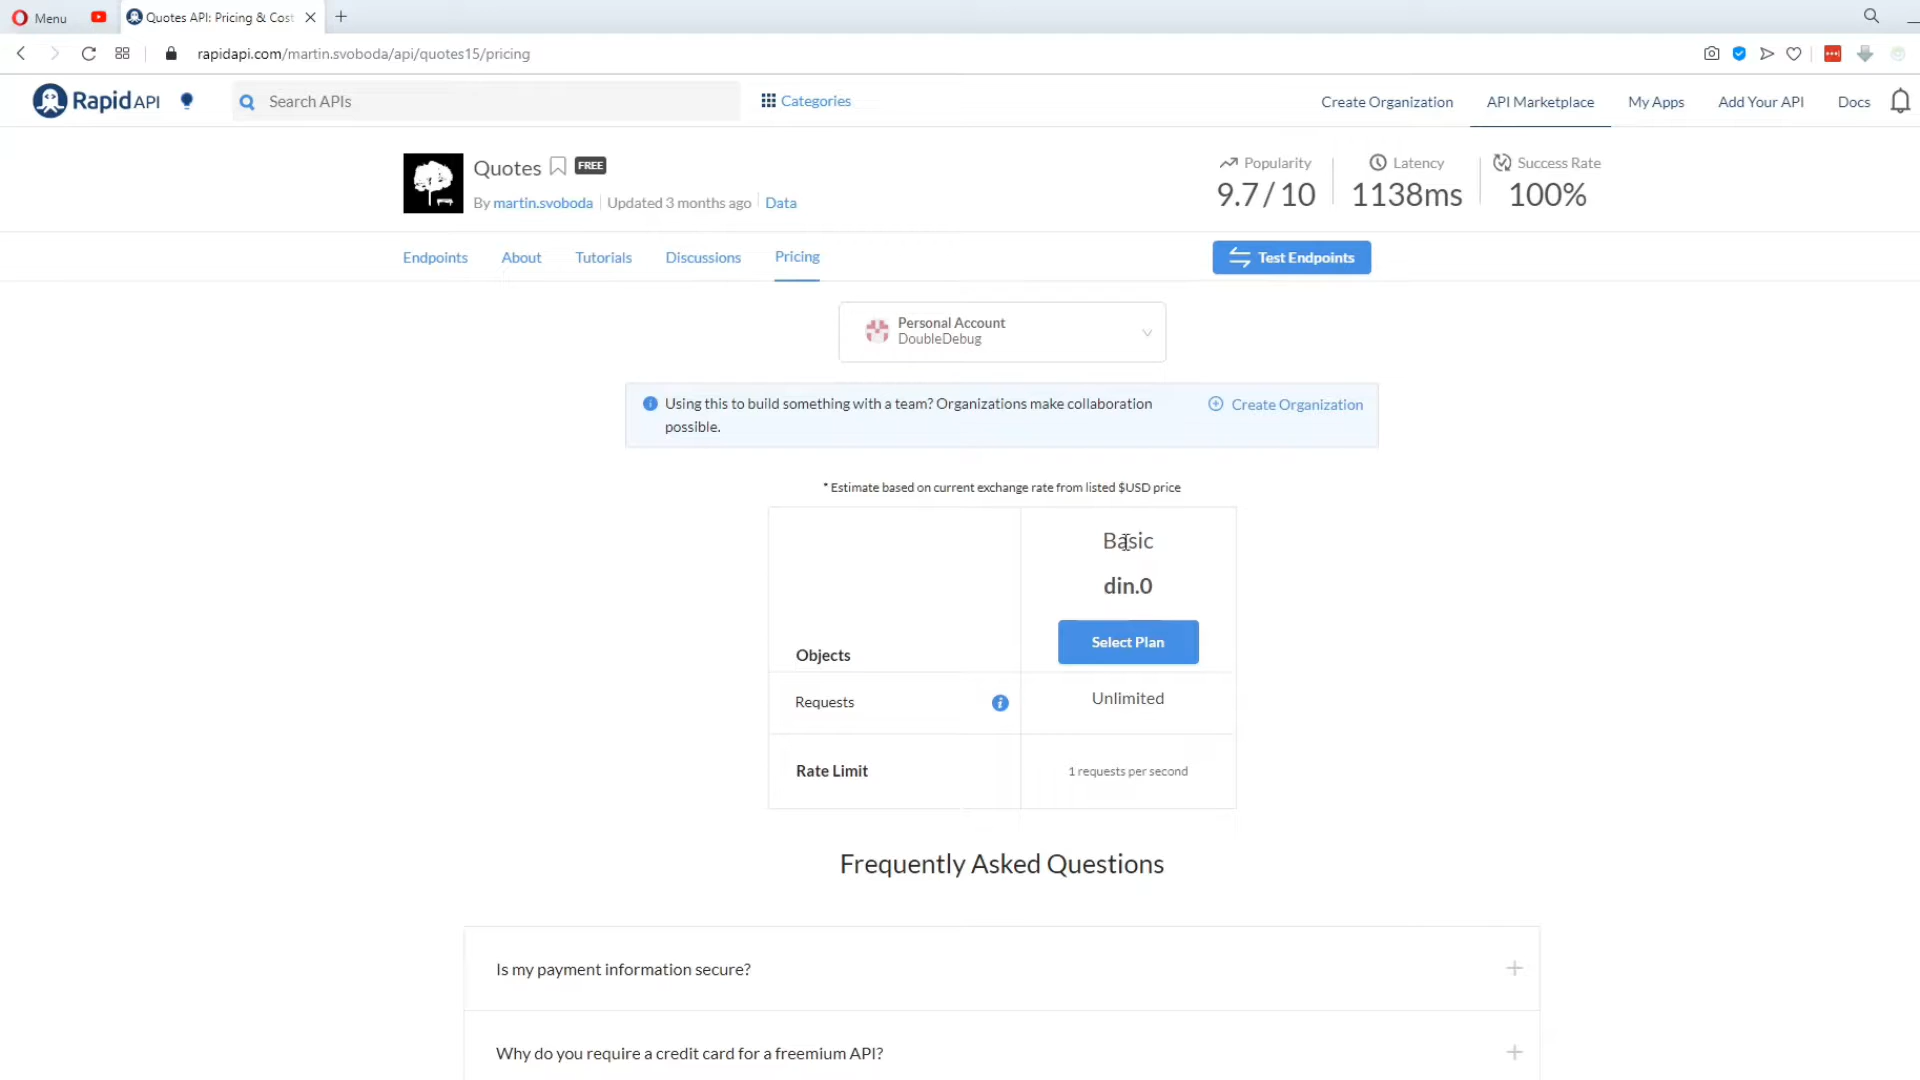 Menu
Quotes API: Pricing & Cost
rapidapi.com/martin.svoboda/api/quotes15/pricing
Rapid API
Search APIs
Categories
Create Organization
API Marketplace
My Apps
Add Your API
Docs
Quotes
FREE
By martin.svoboda
Updated 3 months ago
Data
Popularity
9.7/10
Latency
1138ms
Success Rate
100%
Endpoints
About
Tutorials
Discussions
Pricing
Test Endpoints
Personal Account
DoubleDebug
Using this to build something with a team? Organizations make collaboration
possible.
Create Organization
* Estimate based on current exchange rate from listed $USD price
Basic
din.0
Select Plan
Objects
Requests
Unlimited
Rate Limit
1 requests per second
Frequently Asked Questions
Is my payment information secure?
Why do you require a credit card for a freemium API?